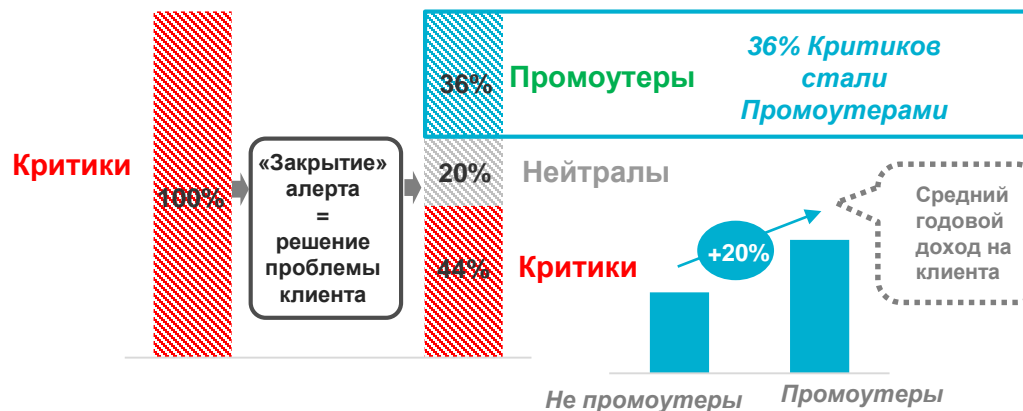 Критики
100%
«Закрытие»
алерта
=
решение
проблемы
клиента
36%
20%
44%
Промоутеры
Нейтралы
Критики
36% Критиков
стали
Промоутерами
+20%
Средний
годовой
доход на
клиента
Не промоутеры
Промоутеры